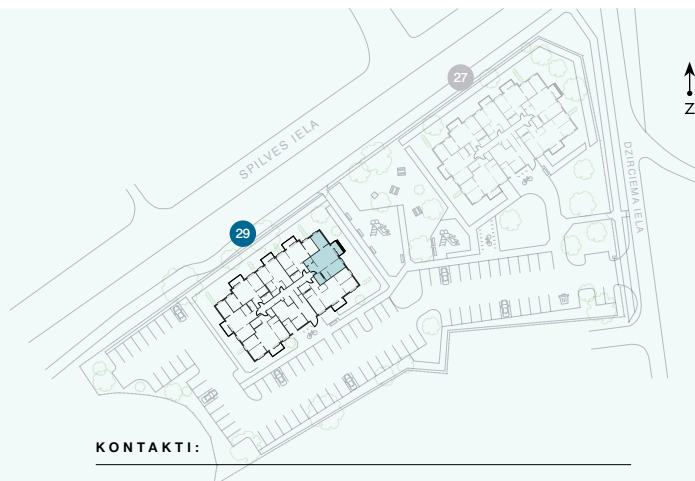 27
Z
SPILVES IELA
DZIRCIEMA IELA
29
KONTAKTI: